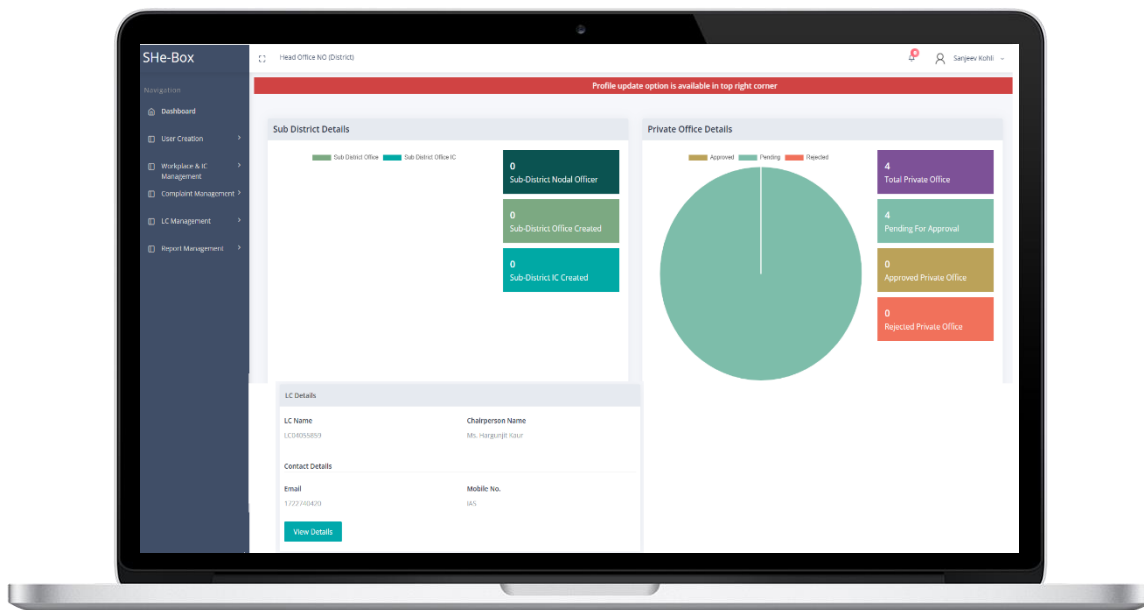 SHe-Box
Head Office NO (District)
Sanjeev Kohli
Profile update option is available in top right corner
Navigation
Dashboard
User Creation
Workplace & IC
Management
Complaint Management
LC Management
Report Management
Sub District Details
Sub District Office
Sub District Office IC
0
Sub-District Nodal Officer
0
Sub-District Office Created
0
Sub-District IC Created
Private Office Details
Approved
Pending
Rejected
4
Total Private Office
4
Pending For Approval
0
Approved Private Office
0
Rejected Private Office
LC Details
LC Name
Chairperson Name
LC04056859
Ms. Hargunjit Kaur
Contact Details
Email
Mobile No.
1722740420
IAS
View Details